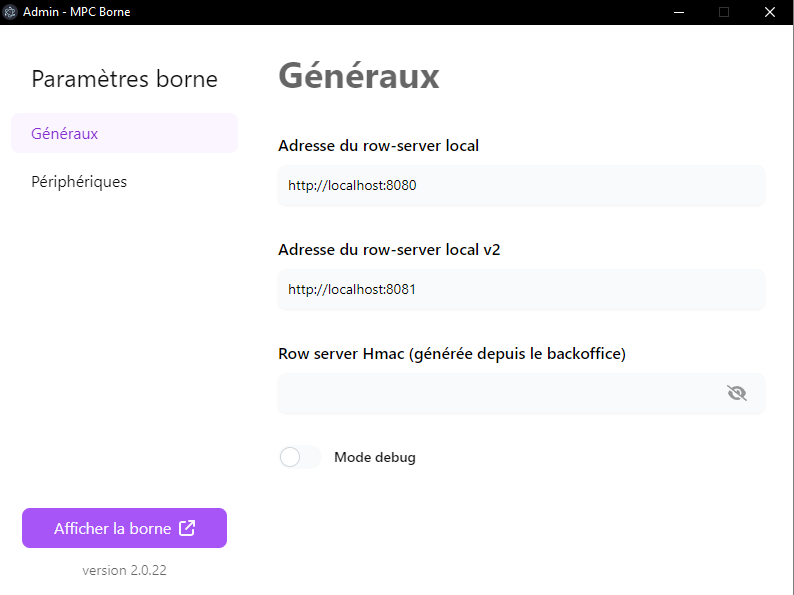 Admin - MPC Borne
Paramètres borne
Généraux
Périphériques
Afficher la borne
version 2.0.22
Généraux
Adresse du row-server local
http://localhost:8080
Adresse du row-server local v2
http://localhost:8081
Row server Hmac (générée depuis le backoffice)
Mode debug